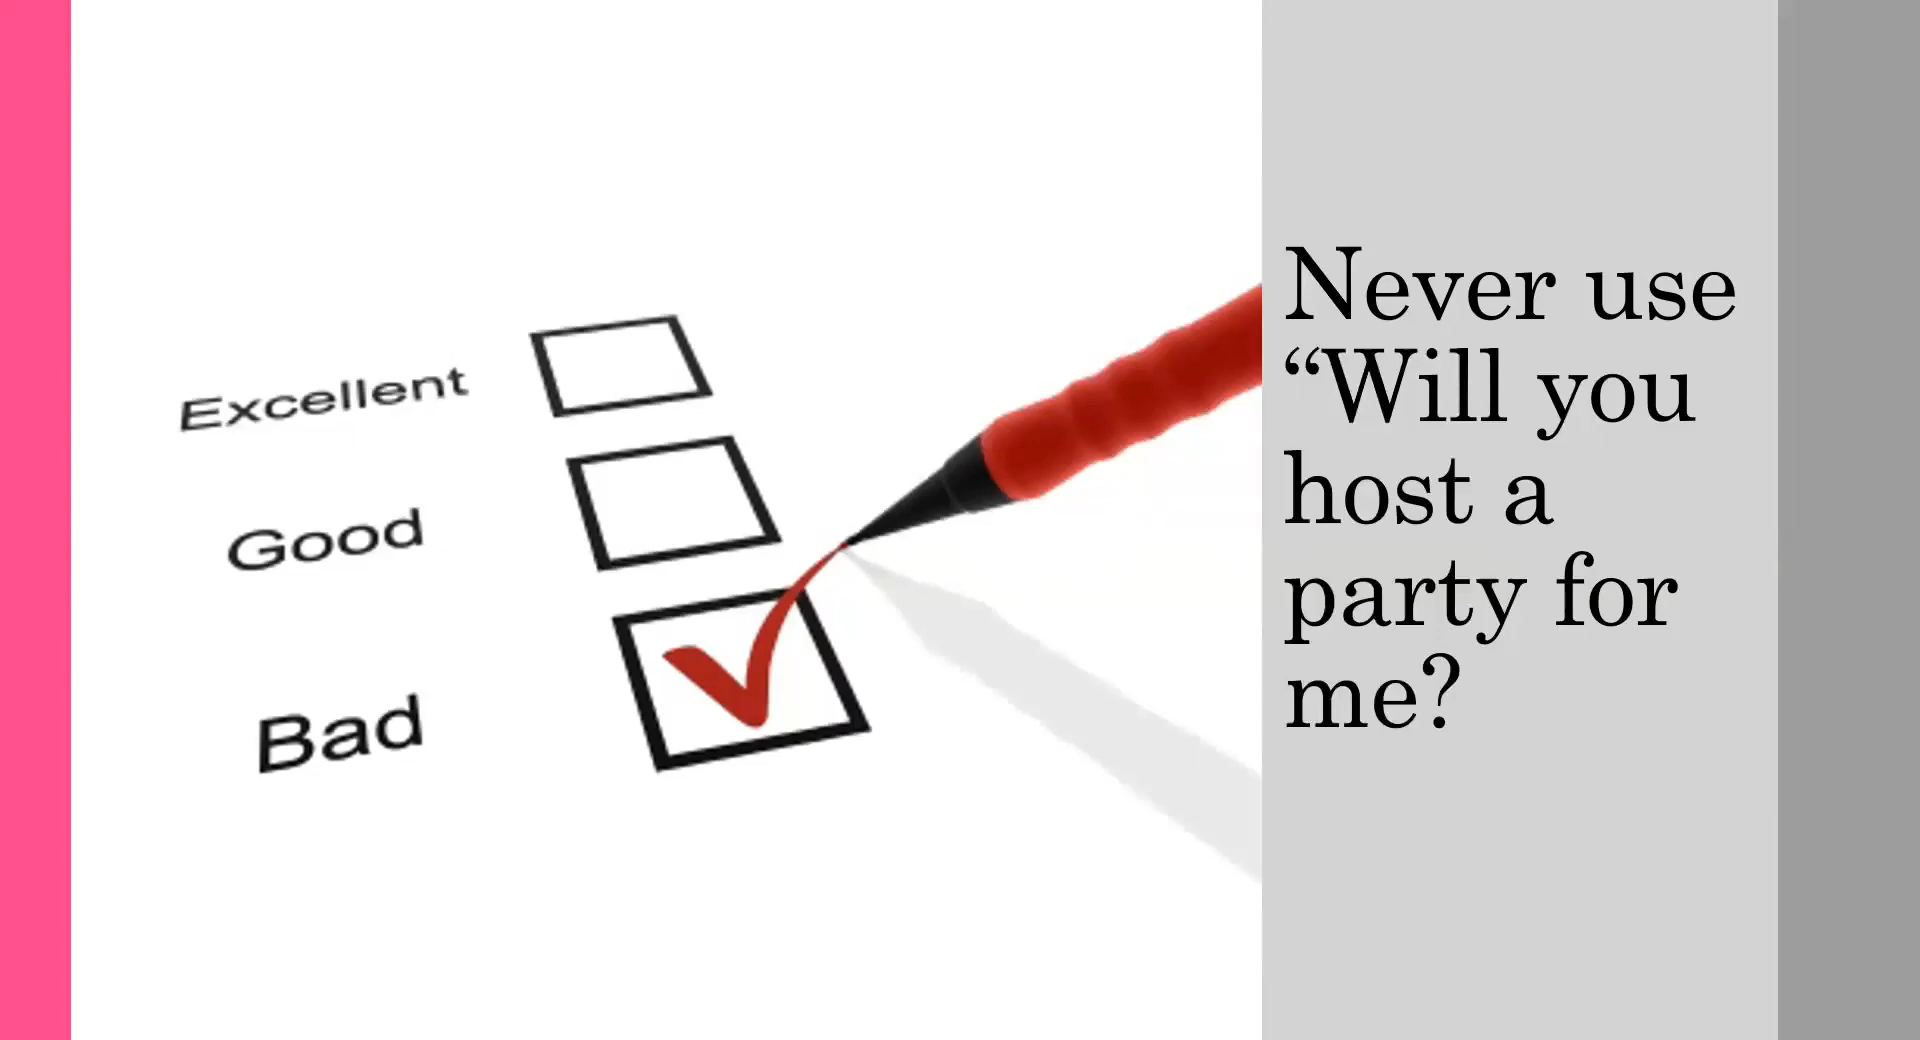 Excellent
Good
Bad
Never use
“Will you
host a
party for
me?